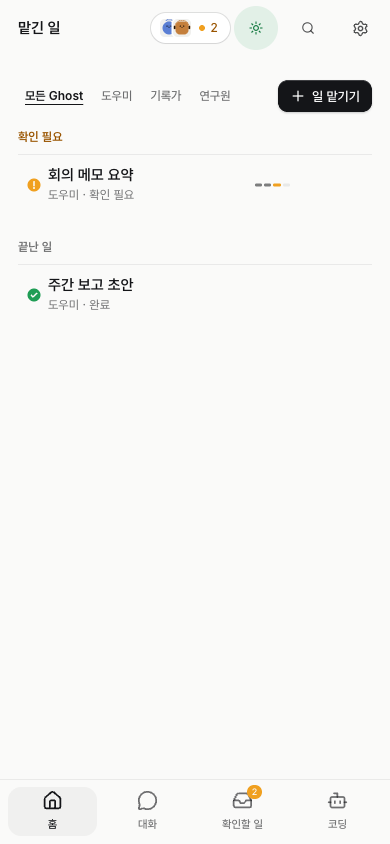 맡긴 일
2
모든 Ghost 도우미 기록가 연구원
일 맡기기
확인 필요
회의 메모 요약
도우미 · 확인 필요
끝난 일
주간 보고 초안
도우미 · 완료
2
홈 대화 확인할 일 코딩